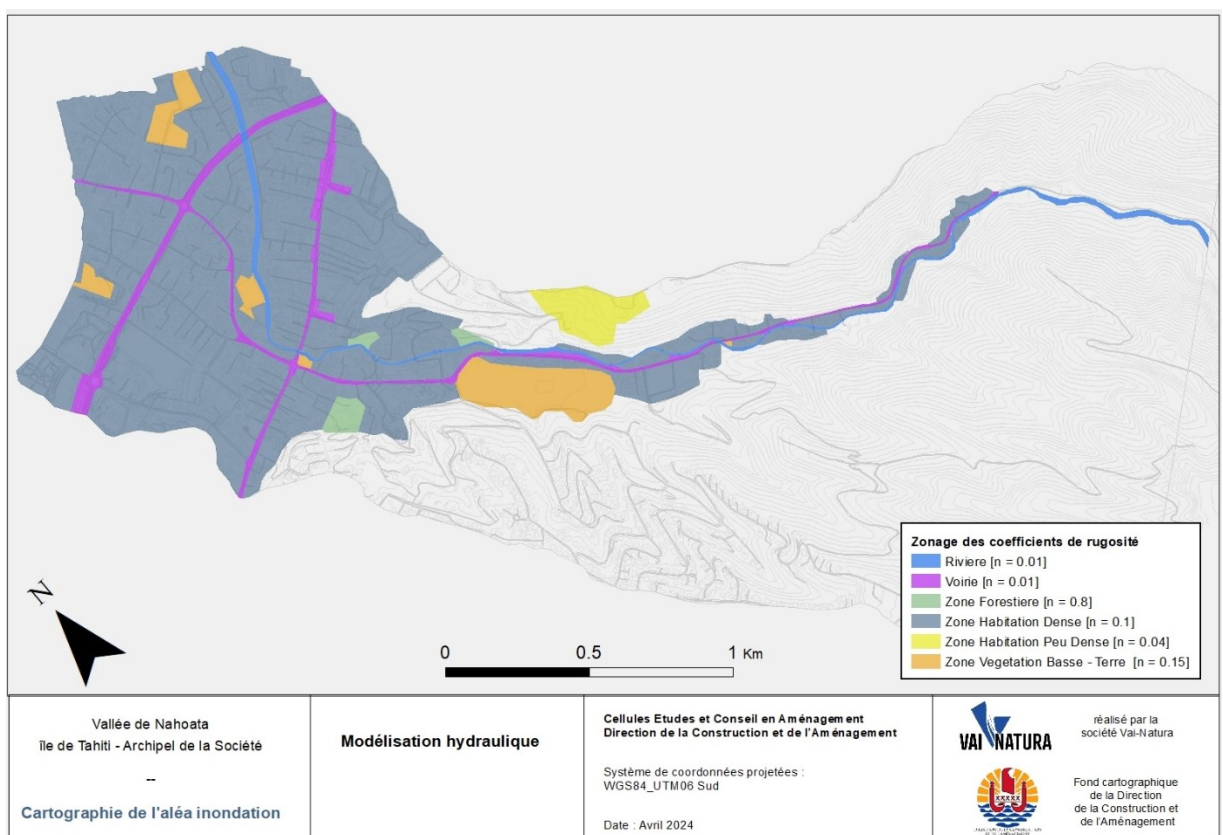 N
0
0.5
1 Km
Zonage des coefficients de rugosité
Riviere [n = 0.01]
Voirie [n = 0.01]
Zone Forestiere [n = 0.8]
Zone Habitation Dense [n = 0.1]
Zone Habitation Peu Dense [n = 0.04]
Zone Vegetation Basse - Terre [n = 0.15]
Vallée de Nahoata
île de Tahiti - Archipel de la Société
--
Cartographie de l'aléa inondation
Modélisation hydraulique
Cellules Etudes et Conseil en Aménagement
Direction de la Construction et de l'Aménagement
Système de coordonnées projetées :
WGS84_UTM06 Sud
Date : Avril 2024
VAI NATURA
réalisé par la
société Vai-Natura
Fond cartographique
de la Direction
de la Construction et
de l'Aménagement